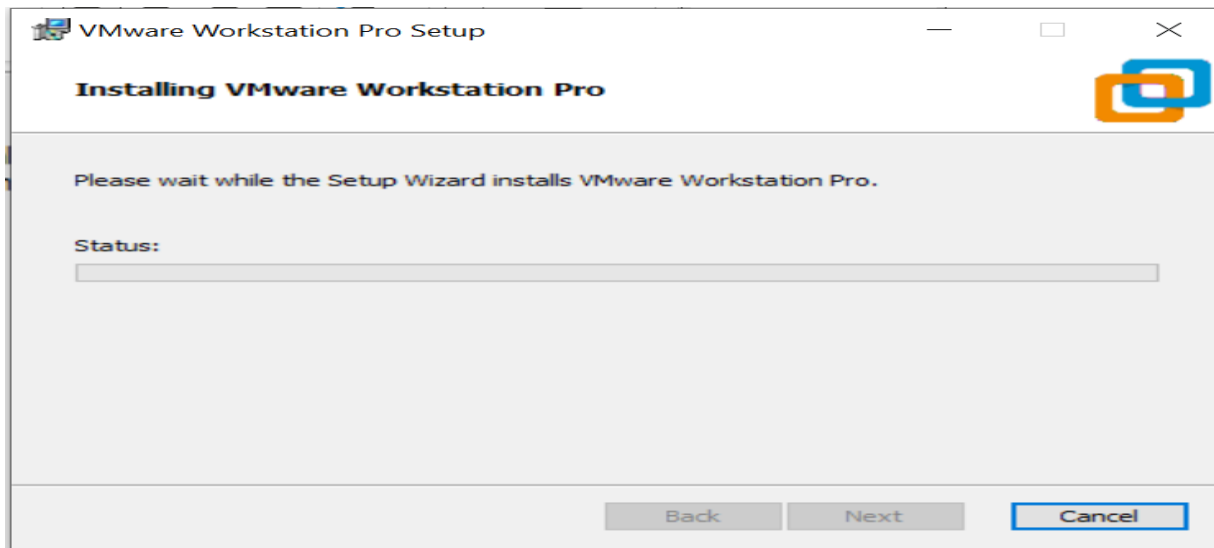 VMware Workstation Pro Setup
Installing VMware Workstation Pro
Please wait while the Setup Wizard installs VMware Workstation Pro.
Status:
Back Next Cancel